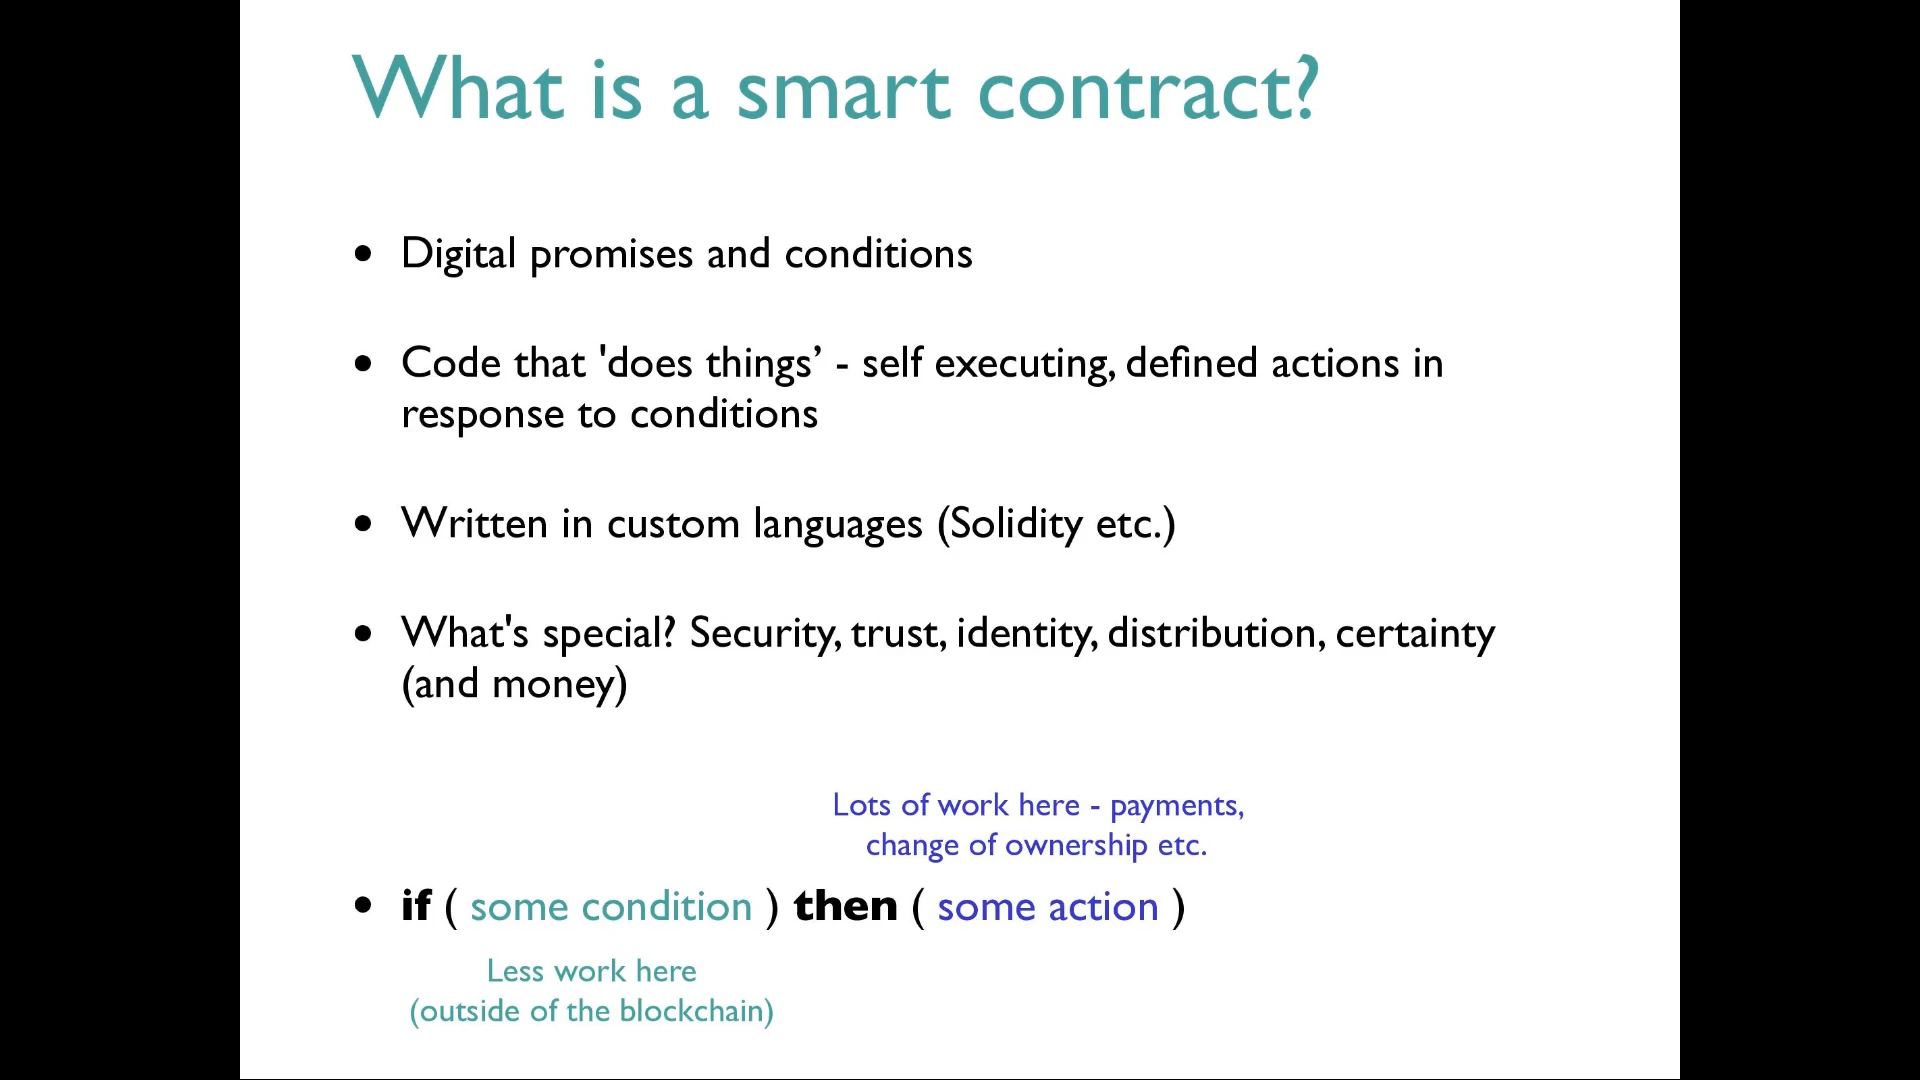 What is a smart contract?
• Digital promises and conditions
• Code that 'does things’ - self executing, defined actions in
response to conditions
• Written in custom languages (Solidity etc.)
• What's special? Security, trust, identity, distribution, certainty
(and money)
Lots of work here - payments,
change of ownership etc.
• if ( some condition ) then ( some action )
Less work here
(outside of the blockchain)